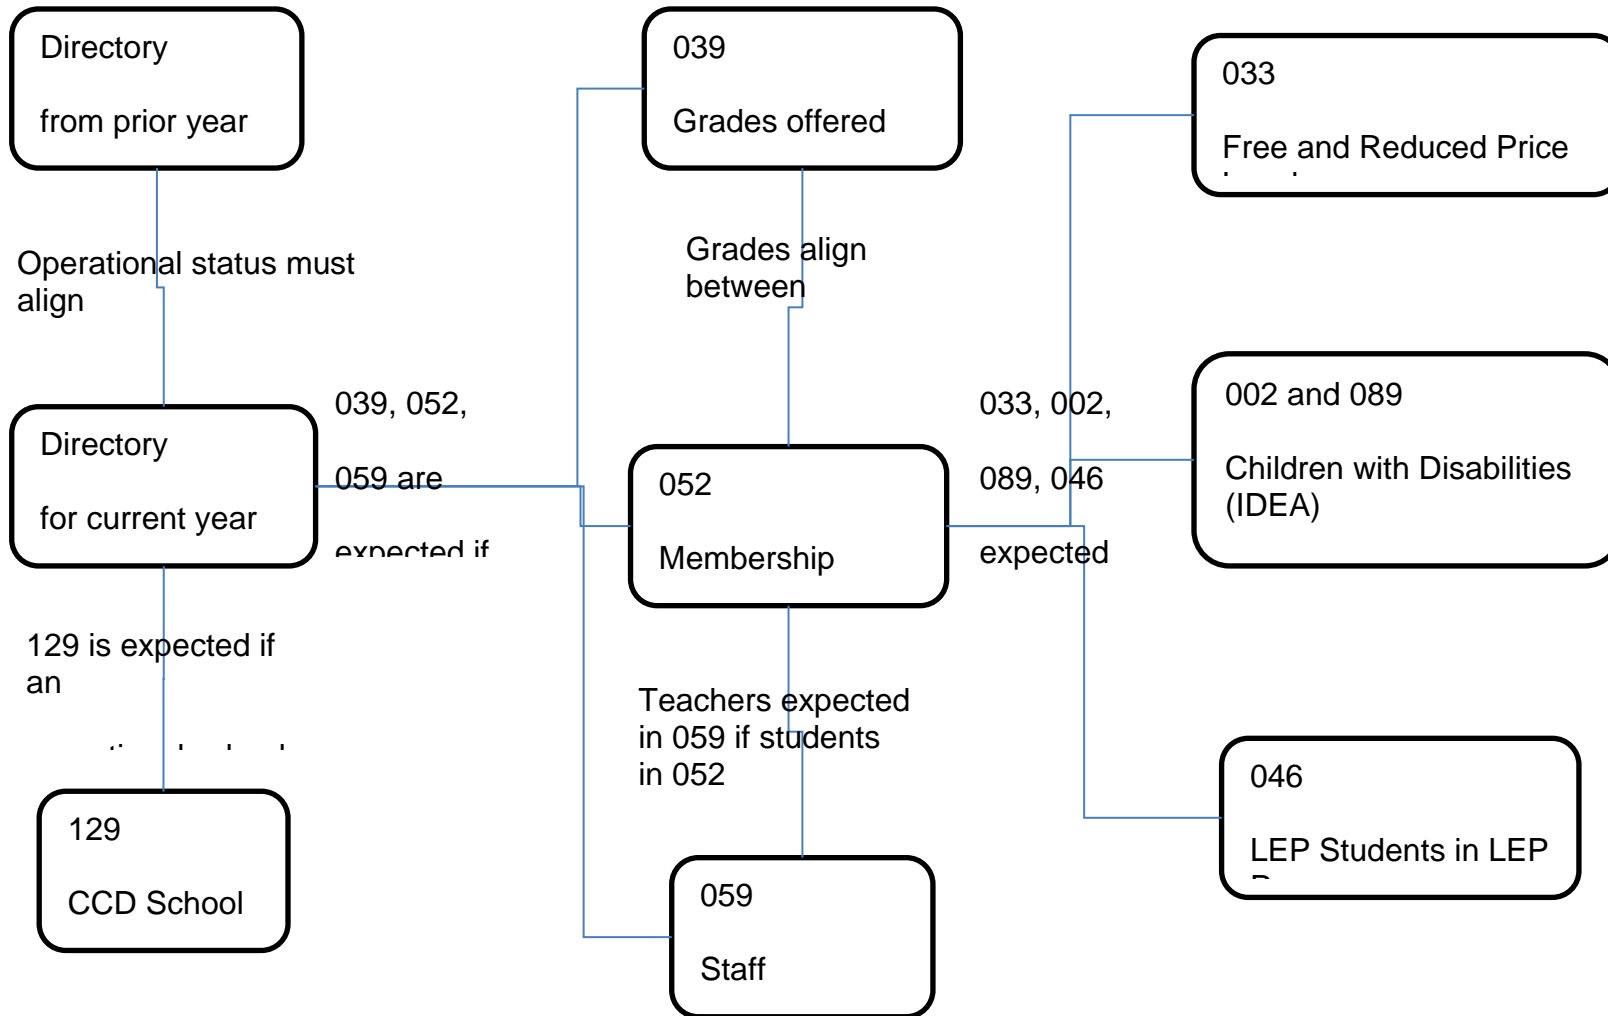 Directory
from prior year
Operational status must
align
Directory
for current year
129 is expected if
an
129
CCD School
039, 052,
059 are
expected if
039
Grades offered
Grades align
between
052
Membership
Teachers expected
in 059 if students
in 052
059
Staff
033, 002,
089, 046
expected
033
Free and Reduced Price
002 and 089
Children with Disabilities
(IDEA)
046
LEP Students in LEP